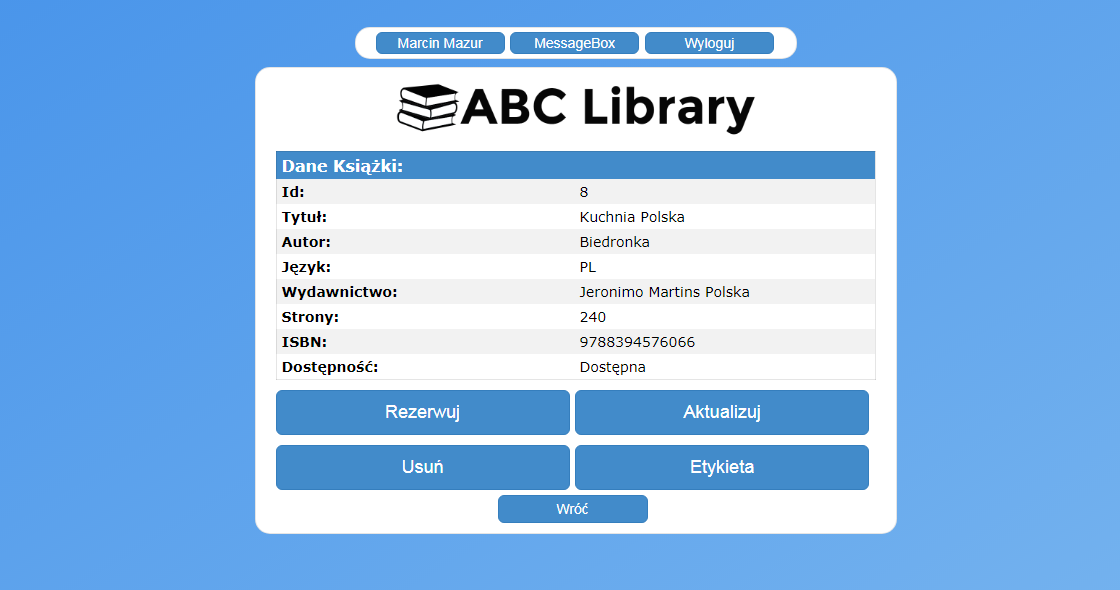 Marcin Mazur MessageBox Wyloguj
ABC Library
Dane Książki:
Id: 8
Tytuł: Kuchnia Polska
Autor: Biedronka
Język: PL
Wydawnictwo: Jeronimo Martins Polska
Strony: 240
ISBN: 9788394576066
Dostępność: Dostępna
Rezerwuj Aktualizuj
Usuń Etykieta
Wróć